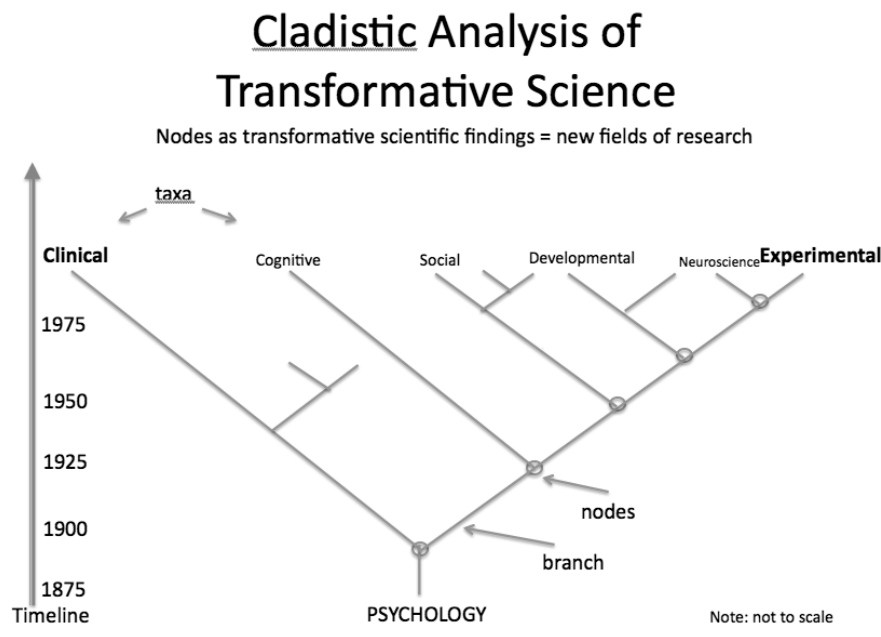 Cladistic Analysis of
Transformative Science
Nodes as transformative scientific findings = new fields of research
taxa
Clinical
Cognitive
Social
Developmental
Neuroscience
Experimental
1975
1950
1925
nodes
1900
branch
1875
Timeline
PSYCHOLOGY
Note: not to scale